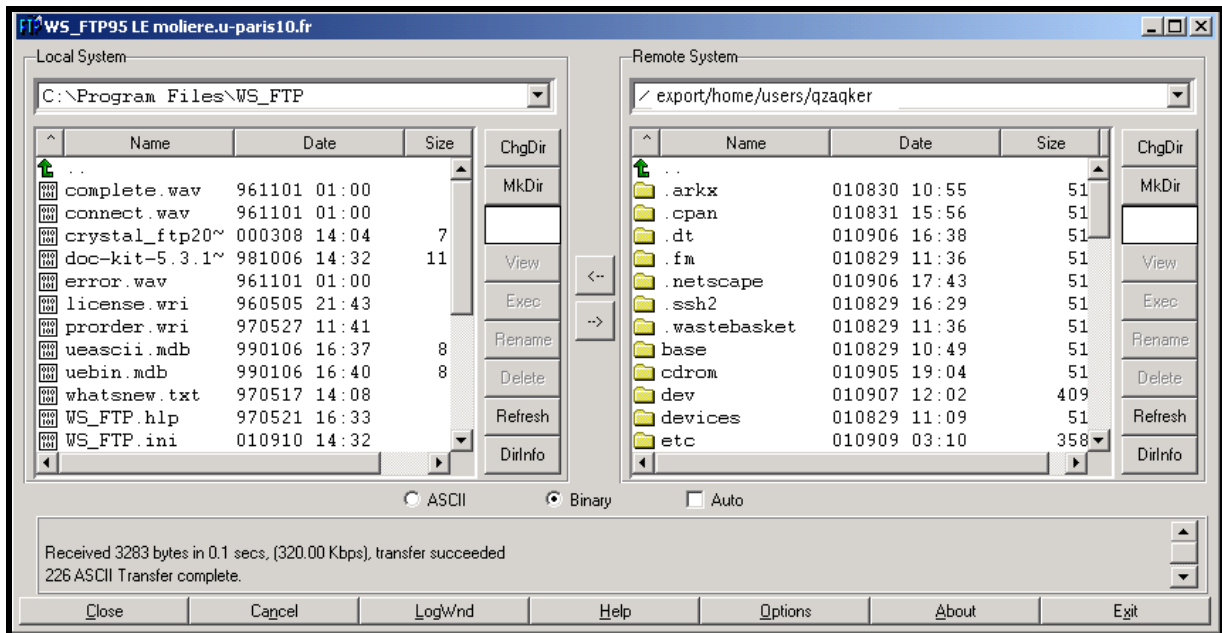 WS_FTP95 LE moliere.u-paris10.fr
Local System
C:\Program Files\WS_FTP
^ Name Date Size
..
complete.wav 961101 01:00
connect.wav 961101 01:00
crystal_ftp20~ 000308 14:04 7
doc-kit-5.3.1~ 981006 14:32 11
error.wav 961101 01:00
license.wri 960505 21:43
prorder.wri 970527 11:41
ueascii.mdb 990106 16:37 8
uebin.mdb 990106 16:40 8
whatsnew.txt 970517 14:08
WS_FTP.hlp 970521 16:33
WS_FTP.ini 010910 14:32
ChgDir
MkDir
View
Exec
Rename
Delete
Refresh
DirInfo
<--
-->
Remote System
/ export/home/users/qzaqker
^ Name Date Size
..
.arkx 010830 10:55 51
.cpan 010831 15:56 51
.dt 010906 16:38 51
.fm 010829 11:36 51
.netscape 010906 17:43 51
.ssh2 010829 16:29 51
.wastebasket 010829 11:36 51
base 010829 10:49 51
cdrom 010905 19:04 51
dev 010907 12:02 409
devices 010829 11:09 51
etc 010909 03:10 358
ChgDir
MkDir
View
Exec
Rename
Delete
Refresh
DirInfo
ASCII Binary Auto
Received 3283 bytes in 0.1 secs, (320.00 Kbps), transfer succeeded
226 ASCII Transfer complete.
Close Cancel LogWnd Help Options About Exit